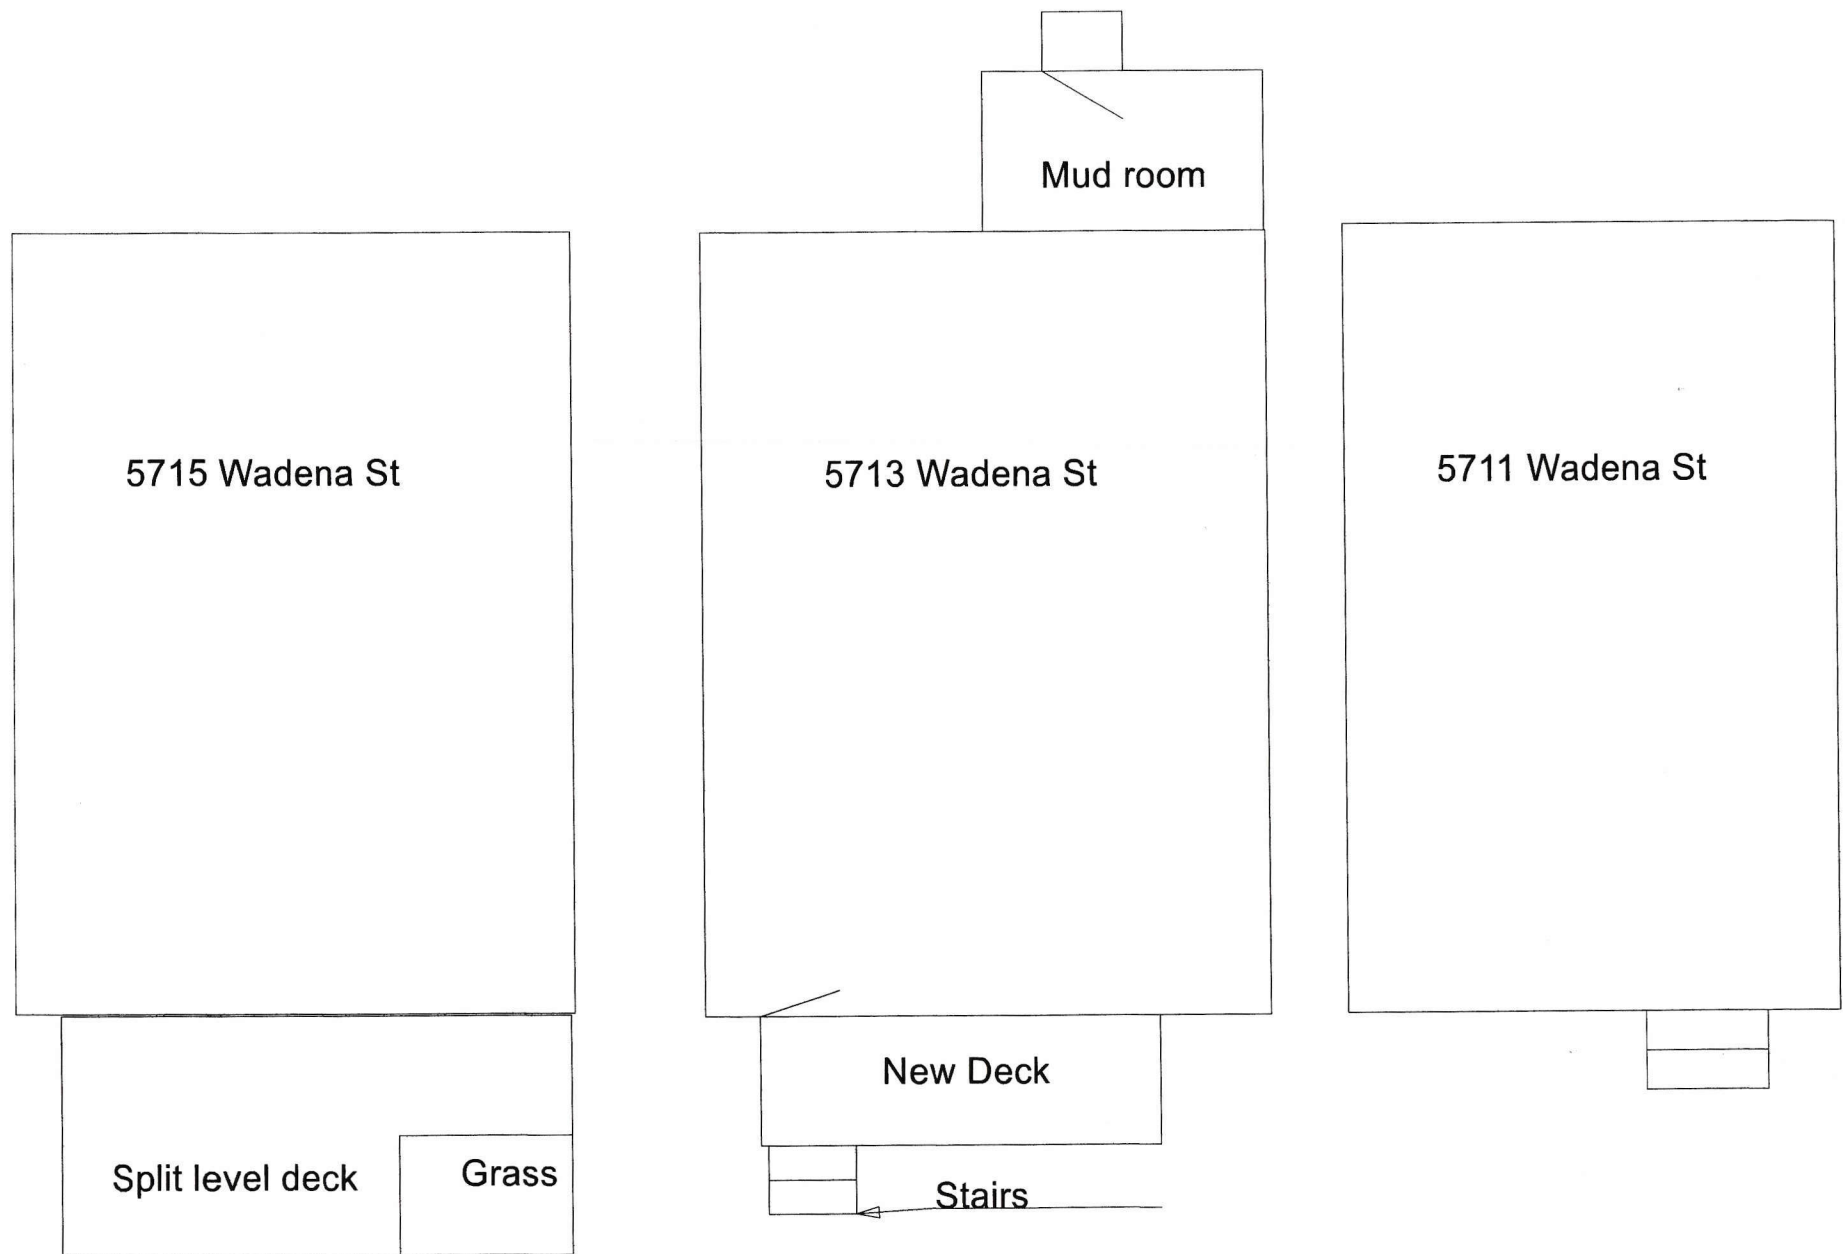 Mud room
5715 Wadena St
5713 Wadena St
5711 Wadena St
New Deck
Split level deck
Grass
Stairs